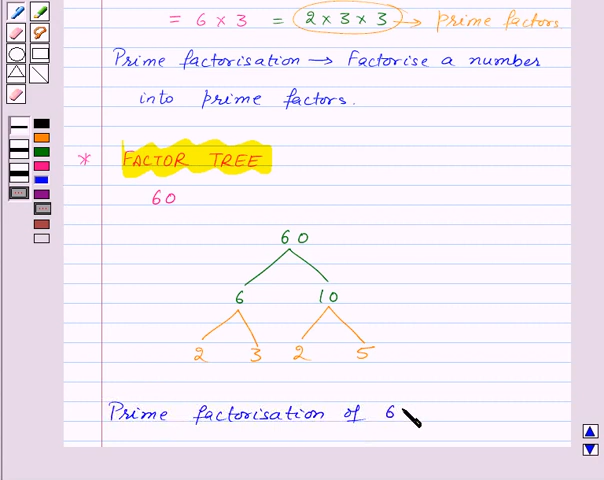 = 6 × 3 = 2 × 3 × 3 → prime factors.
Prime factorisation → Factorise a number
into prime factors.
* FACTOR TREE
60
60
6 10
2 3 2 5
Prime factorisation of 6